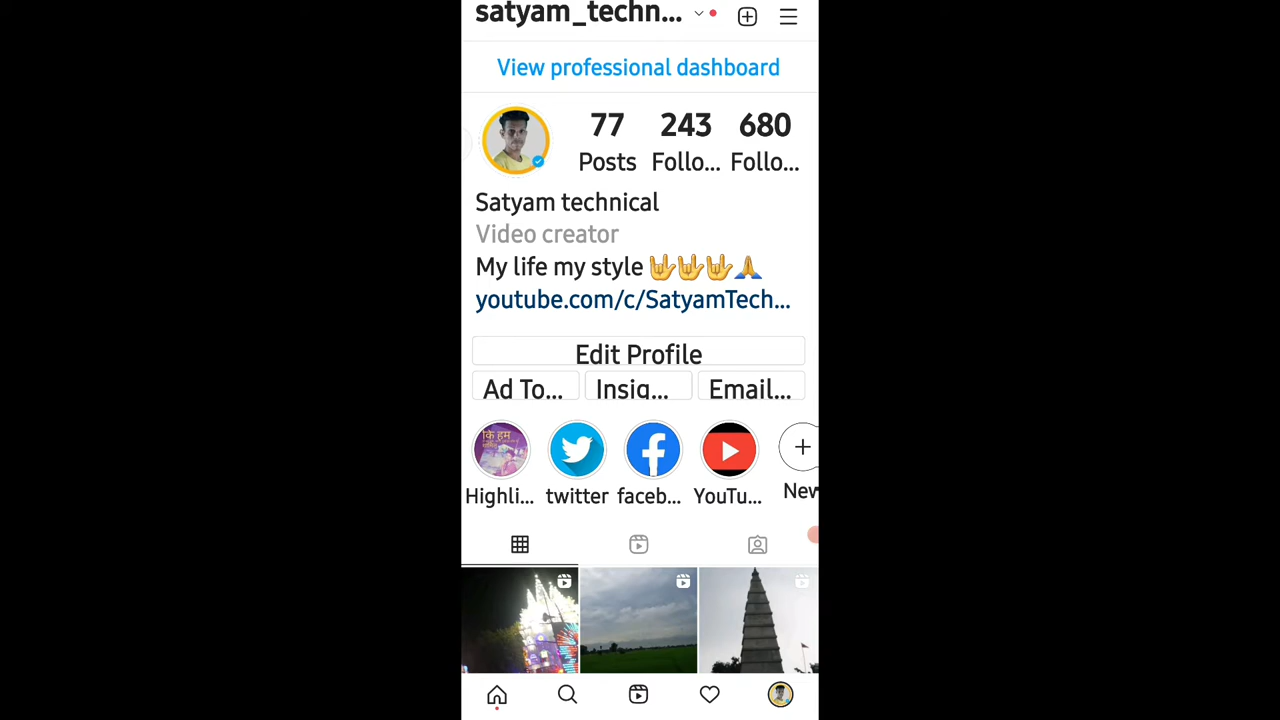 satyam_techn...
View professional dashboard
77 243 680
Posts Follo... Follo...
Satyam technical
Video creator
My life my style 🤟🤟🤟🙏
youtube.com/c/SatyamTech...
Edit Profile
Ad To... Insig... Email...
कि हम
Highli... twitter faceb... YouTu... New